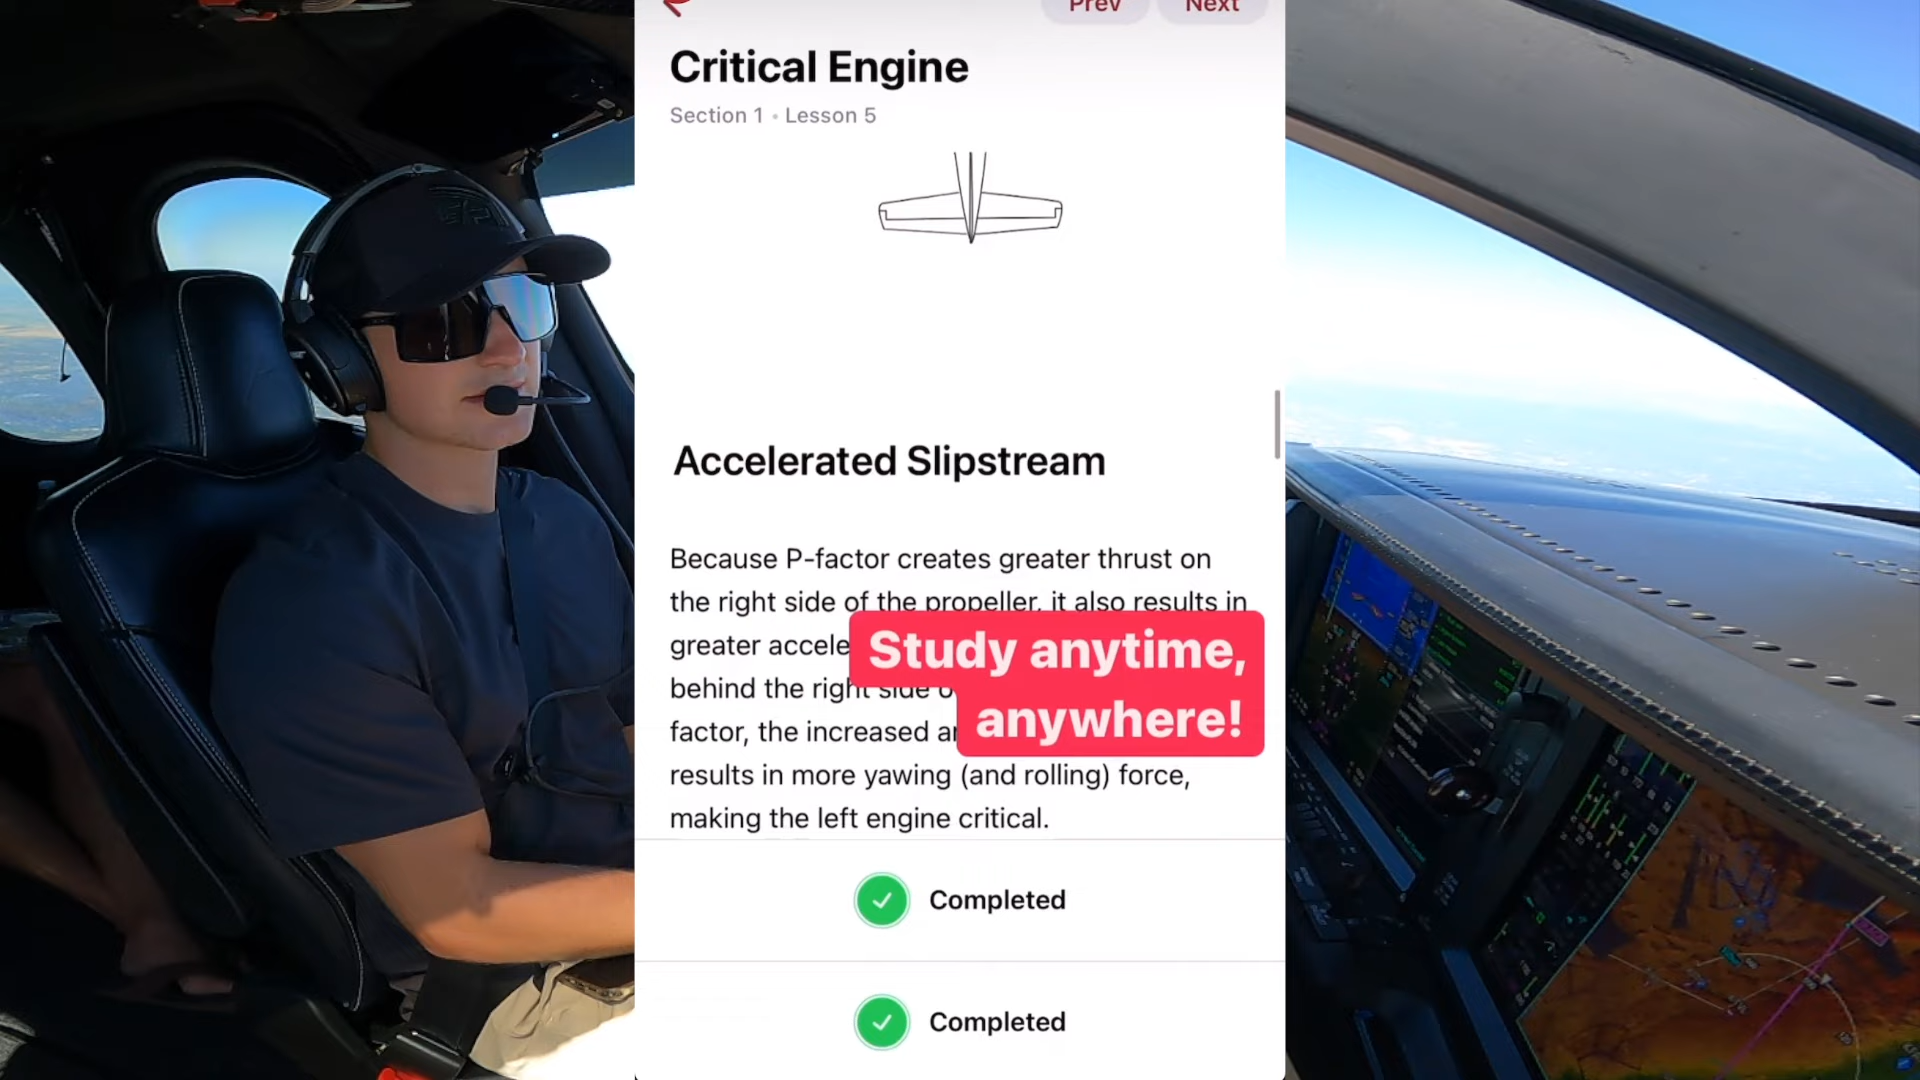 Prev Next
Critical Engine
Section 1 • Lesson 5
Accelerated Slipstream
Because P-factor creates greater thrust on
the right side of the propeller, it also results in
greater accele
behind the right side o
factor, the increased
results in more yawing (and rolling) force,
making the left engine critical.
Study anytime,
anywhere!
Completed
Completed